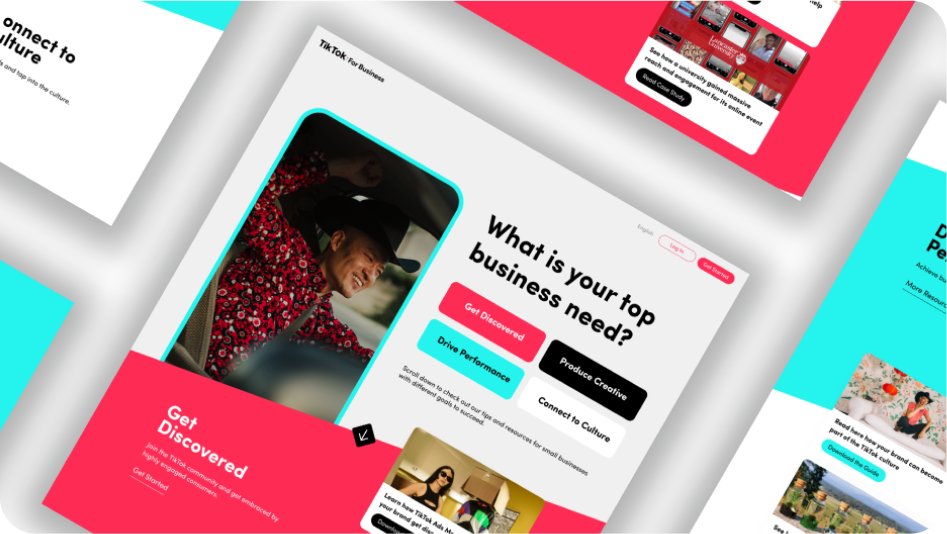 onnect to
ulture
s and tap into the culture.
TikTok for Business
English
Log In
Get Started
What is your top
business need?
Get Discovered
Produce Creative
Drive Performance
Connect to Culture
Scroll down to check out our tips and resources for small businesses
with different goals to succeed.
Get
Discovered
Join the TikTok community and get embraced by
highly engaged consumers.
Get Started
Learn how TikTok Ads Ma
your brand get disc
Download
help
Lancaster
University
See how a university gained massive
reach and engagement for its online event
Read Case Study
D
Pe
Achieve bu
More Resourc
Read here how your brand can become
part of the TikTok culture
Download the Guide
See